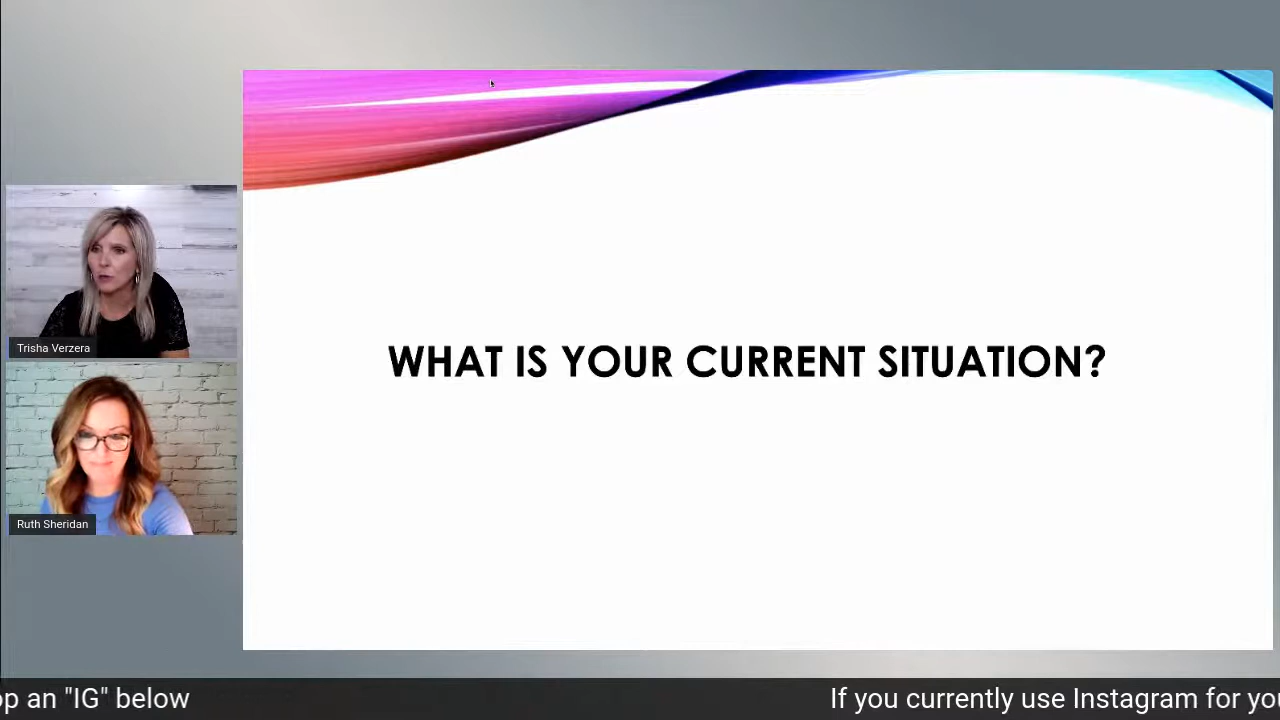 WHAT IS YOUR CURRENT SITUATION?
Trisha Verzera
Ruth Sheridan
an "IG" below
If you currently use Instagram for